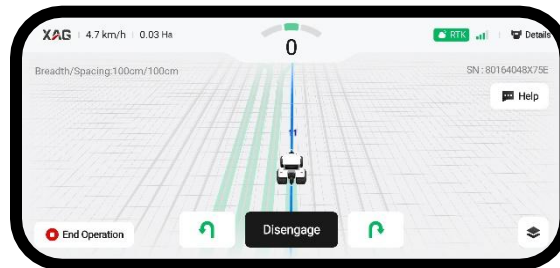 XAG 4.7 km/h 0.03 Ha
0
RTK
Details
Breadth/Spacing:100cm/100cm
SN : 80164048X75E
Help
11
End Operation
Disengage